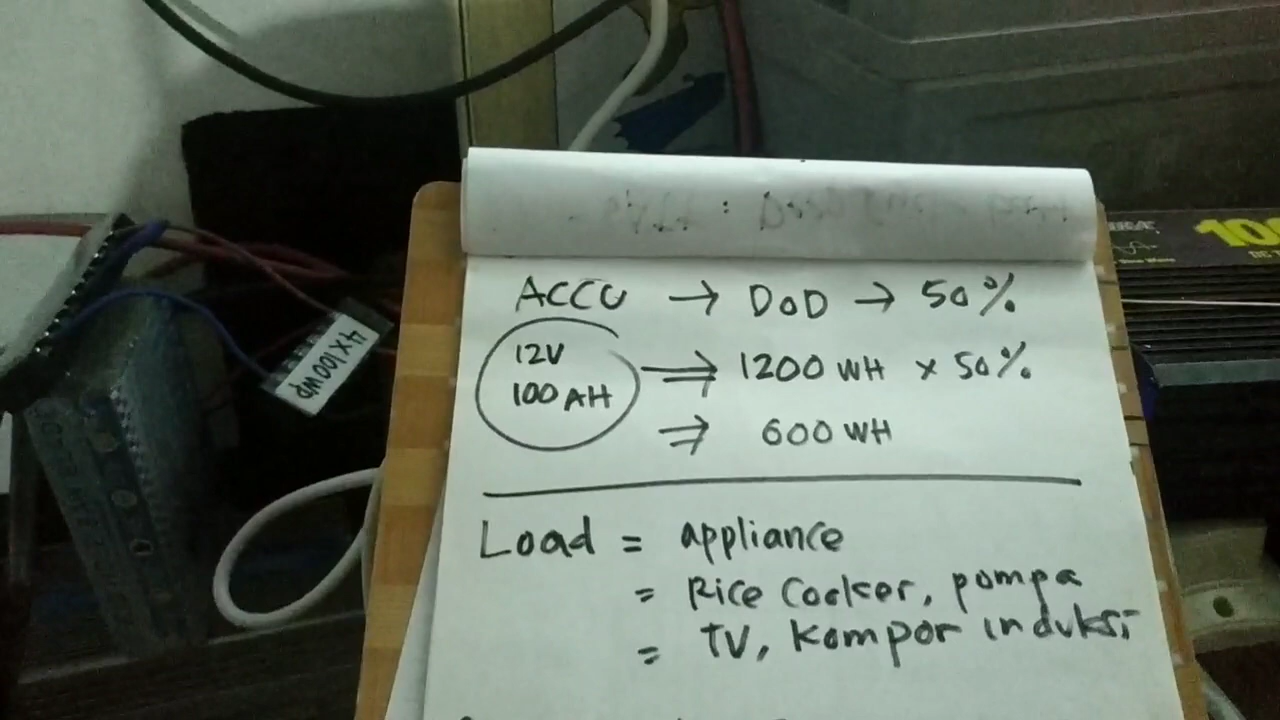 ACCU → DOD → 50%
12V ⇒ 1200 WH x 50%
100 AH
⇒ 600 WH
Load = appliance
= Rice Cooker, pompa
= TV, Kompor induksi
4X100WP